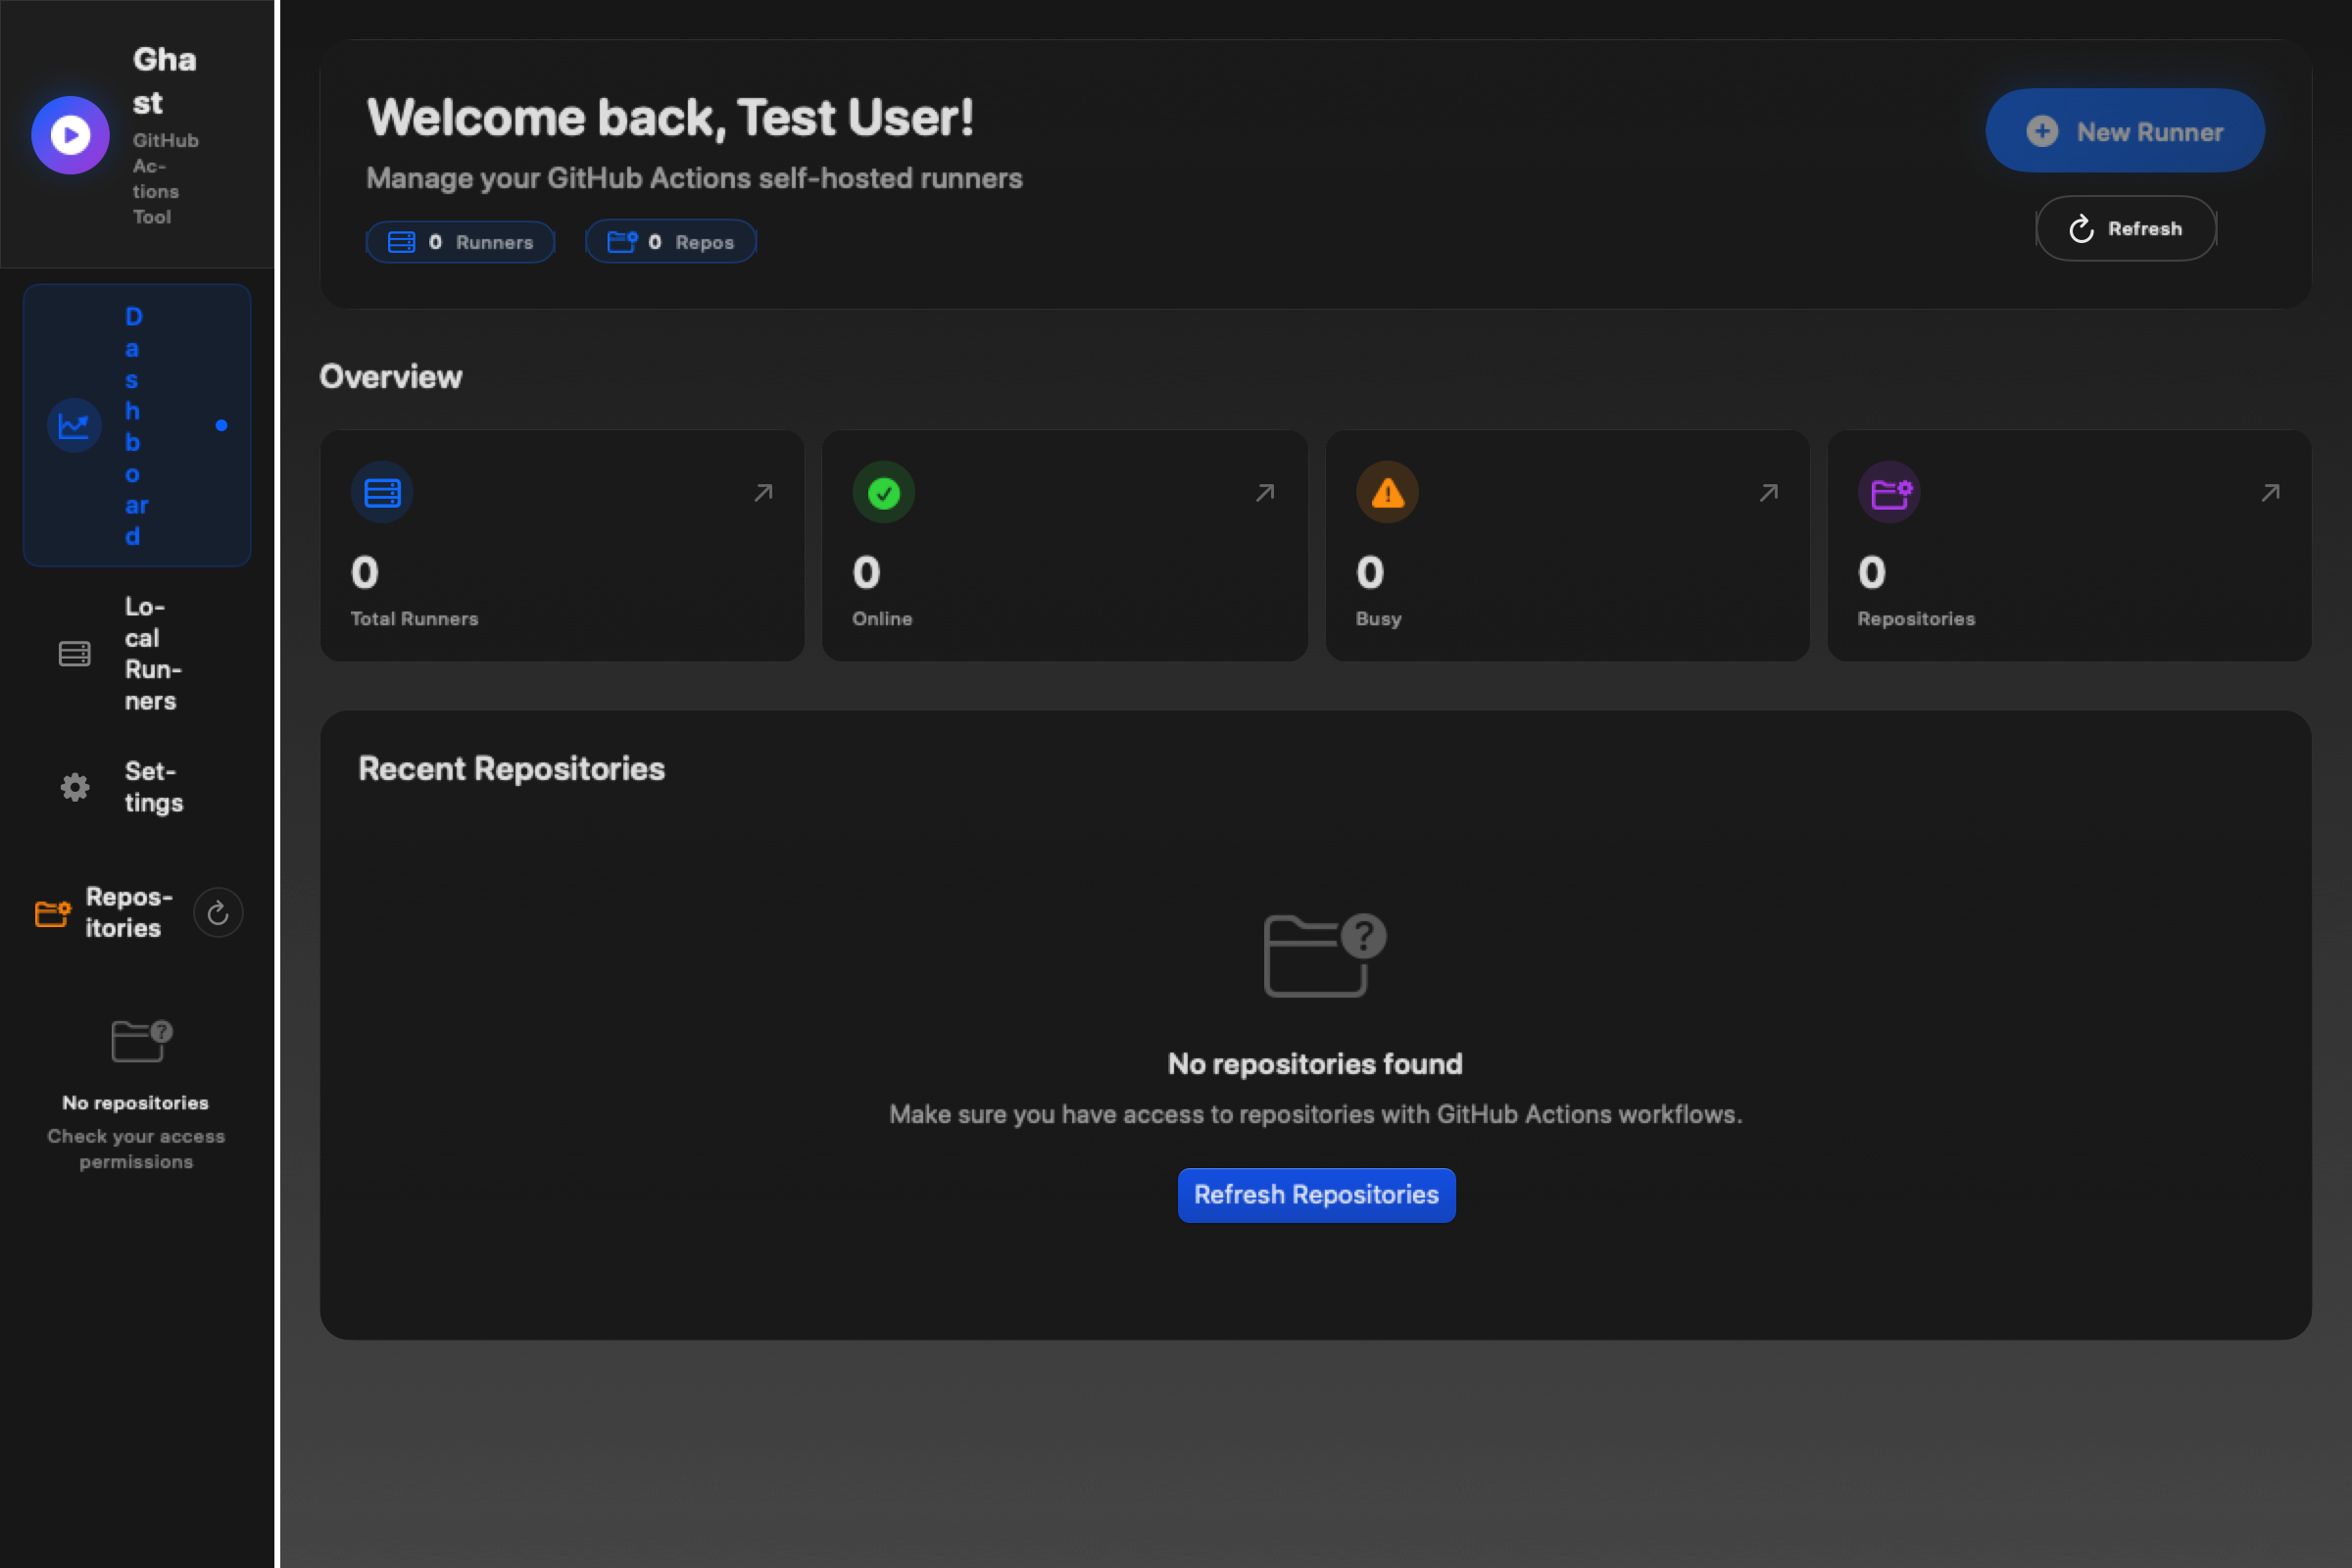 Gha
st
GitHub
Ac-
tions
Tool
D
a
s
h
b
o
ar
d
Lo-
cal
Run-
ners
Set-
tings
Repos-
itories
No repositories
Check your access
permissions
Welcome back, Test User!
Manage your GitHub Actions self-hosted runners
0 Runners
0 Repos
New Runner
Refresh
Overview
0
Total Runners
0
Online
0
Busy
0
Repositories
Recent Repositories
No repositories found
Make sure you have access to repositories with GitHub Actions workflows.
Refresh Repositories